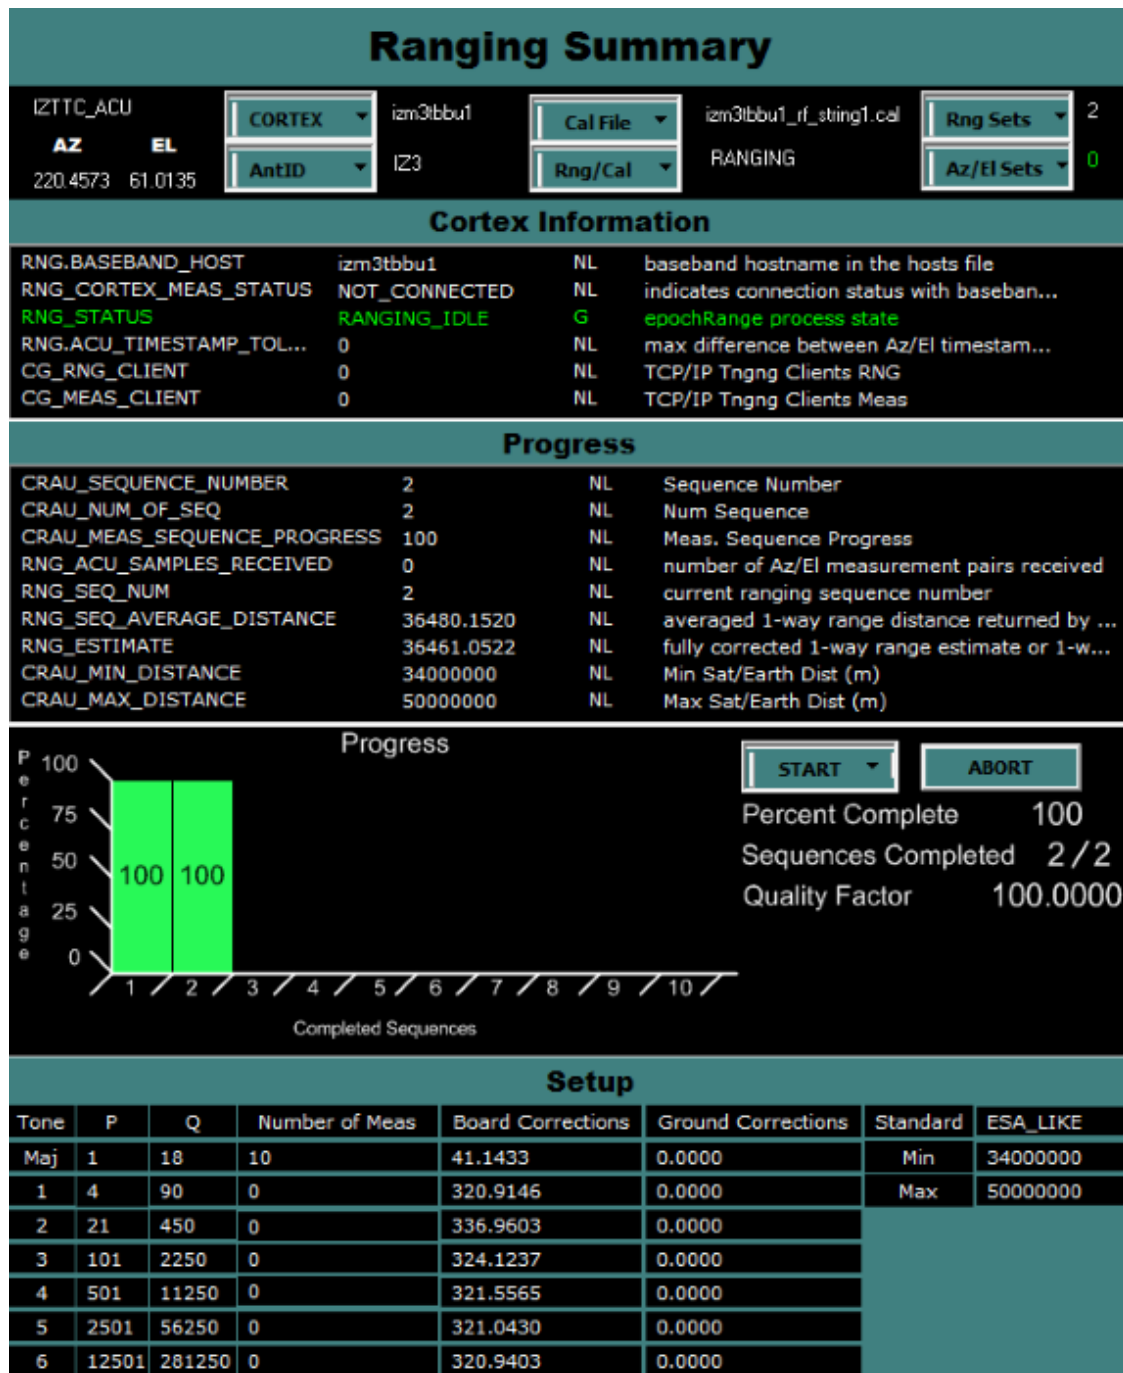 Ranging Summary
IZTTC_ACU CORTEX izm3tbbu1 Cal File izm3tbbu1_rf_string1.cal Rng Sets 2
AZ EL
220.4573 61.0135 AntID IZ3 Rng/Cal RANGING Az/El Sets 0
Cortex Information
RNG.BASEBAND_HOST izm3tbbu1 NL baseband hostname in the hosts file
RNG_CORTEX_MEAS_STATUS NOT_CONNECTED NL indicates connection status with baseban...
RNG_STATUS RANGING_IDLE G epochRange process state
RNG.ACU_TIMESTAMP_TOL... 0 NL max difference between Az/El timestam...
CG_RNG_CLIENT 0 NL TCP/IP Tngng Clients RNG
CG_MEAS_CLIENT 0 NL TCP/IP Tngng Clients Meas
Progress
CRAU_SEQUENCE_NUMBER 2 NL Sequence Number
CRAU_NUM_OF_SEQ 2 NL Num Sequence
CRAU_MEAS_SEQUENCE_PROGRESS 100 NL Meas. Sequence Progress
RNG_ACU_SAMPLES_RECEIVED 0 NL number of Az/El measurement pairs received
RNG_SEQ_NUM 2 NL current ranging sequence number
RNG_SEQ_AVERAGE_DISTANCE 36480.1520 NL averaged 1-way range distance returned by ...
RNG_ESTIMATE 36461.0522 NL fully corrected 1-way range estimate or 1-w...
CRAU_MIN_DISTANCE 34000000 NL Min Sat/Earth Dist (m)
CRAU_MAX_DISTANCE 50000000 NL Max Sat/Earth Dist (m)
Progress
Percentage
100
75
50
25
0
100 100
1 2 3 4 5 6 7 8 9 10
Completed Sequences
START ABORT
Percent Complete 100
Sequences Completed 2/2
Quality Factor 100.0000
Setup
Tone P Q Number of Meas Board Corrections Ground Corrections Standard ESA_LIKE
Maj 1 18 10 41.1433 0.0000 Min 34000000
1 4 90 0 320.9146 0.0000 Max 50000000
2 21 450 0 336.9603 0.0000
3 101 2250 0 324.1237 0.0000
4 501 11250 0 321.5565 0.0000
5 2501 56250 0 321.0430 0.0000
6 12501 281250 0 320.9403 0.0000